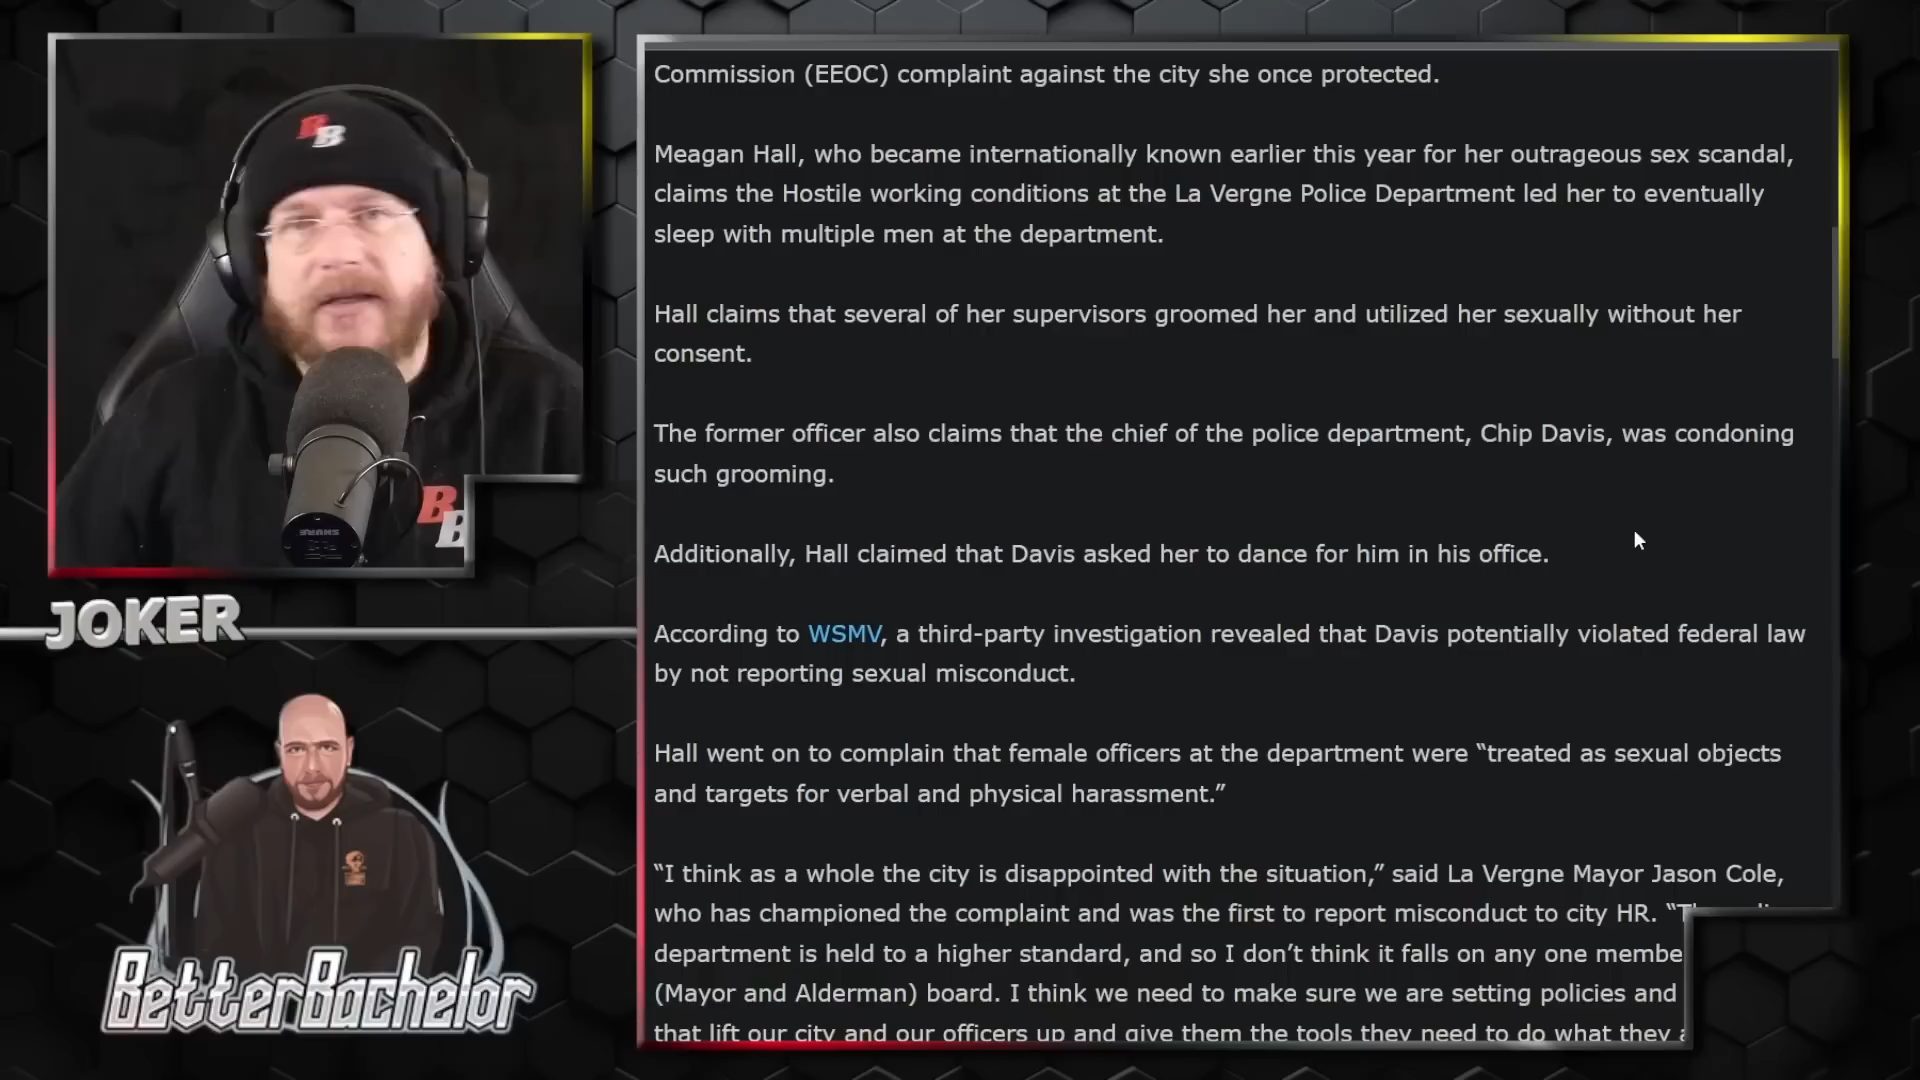 Commission (EEOC) complaint against the city she once protected.
Meagan Hall, who became internationally known earlier this year for her outrageous sex scandal,
claims the Hostile working conditions at the La Vergne Police Department led her to eventually
sleep with multiple men at the department.
Hall claims that several of her supervisors groomed her and utilized her sexually without her
consent.
The former officer also claims that the chief of the police department, Chip Davis, was condoning
such grooming.
Additionally, Hall claimed that Davis asked her to dance for him in his office.
According to WSMV, a third-party investigation revealed that Davis potentially violated federal law
by not reporting sexual misconduct.
Hall went on to complain that female officers at the department were “treated as sexual objects
and targets for verbal and physical harassment.”
“I think as a whole the city is disappointed with the situation,” said La Vergne Mayor Jason Cole,
who has championed the complaint and was the first to report misconduct to city HR.
department is held to a higher standard, and so I don’t think it falls on any one
(Mayor and Alderman) board. I think we need to make sure we are setting policies and
that lift our city and our officers up and give them the tools they need to do what they
BB
BB
SHURE
JOKER
BetterBachelor